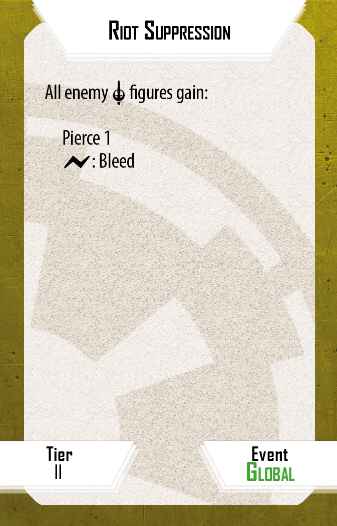 Riot Suppression
All enemy figures gain:
Pierce 1
: Bleed
Tier
II
Event
Global